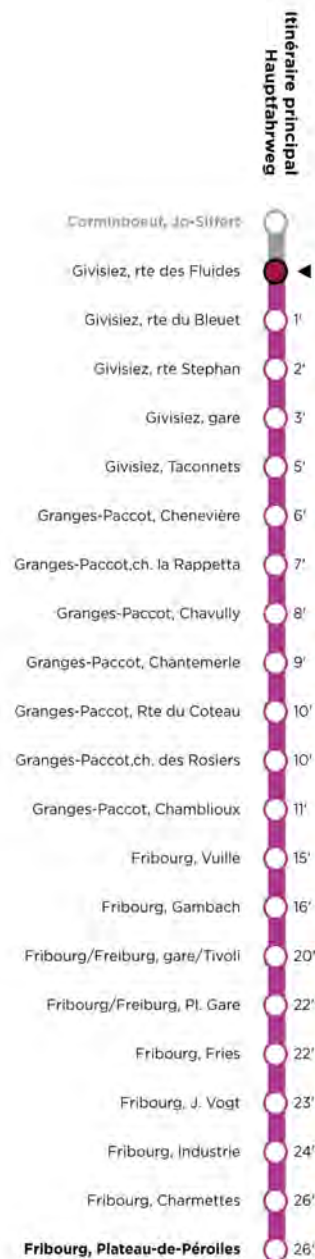 Itinéraire principal
Hauptfahrweg
Corminboeuf, Jo-Siffert
Givisiez, rte des Fluides
Givisiez, rte du Bleuet 1'
Givisiez, rte Stephan 2'
Givisiez, gare 3'
Givisiez, Taconnets 5'
Granges-Paccot, Chenevière 6'
Granges-Paccot,ch. la Rappetta 7'
Granges-Paccot, Chavully 8'
Granges-Paccot, Chantemerle 9'
Granges-Paccot, Rte du Coteau 10'
Granges-Paccot,ch. des Rosiers 10'
Granges-Paccot, Chamblioux 11'
Fribourg, Vuille 15'
Fribourg, Gambach 16'
Fribourg/Freiburg, gare/Tivoli 20'
Fribourg/Freiburg, Pl. Gare 22'
Fribourg, Fries 22'
Fribourg, J. Vogt 23'
Fribourg, Industrie 24'
Fribourg, Charmettes 26'
Fribourg, Plateau-de-Pérolles 26'